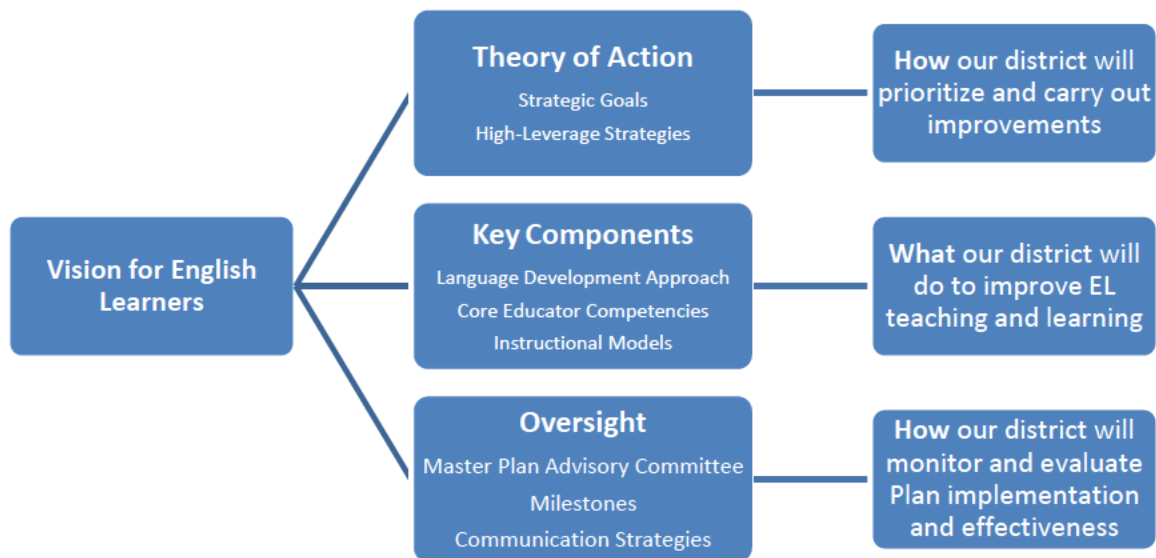 Vision for English
Learners
Theory of Action
Strategic Goals
High-Leverage Strategies
How our district will
prioritize and carry out
improvements
Key Components
Language Development Approach
Core Educator Competencies
Instructional Models
What our district will
do to improve EL
teaching and learning
Oversight
Master Plan Advisory Committee
Milestones
Communication Strategies
How our district will
monitor and evaluate
Plan implementation
and effectiveness